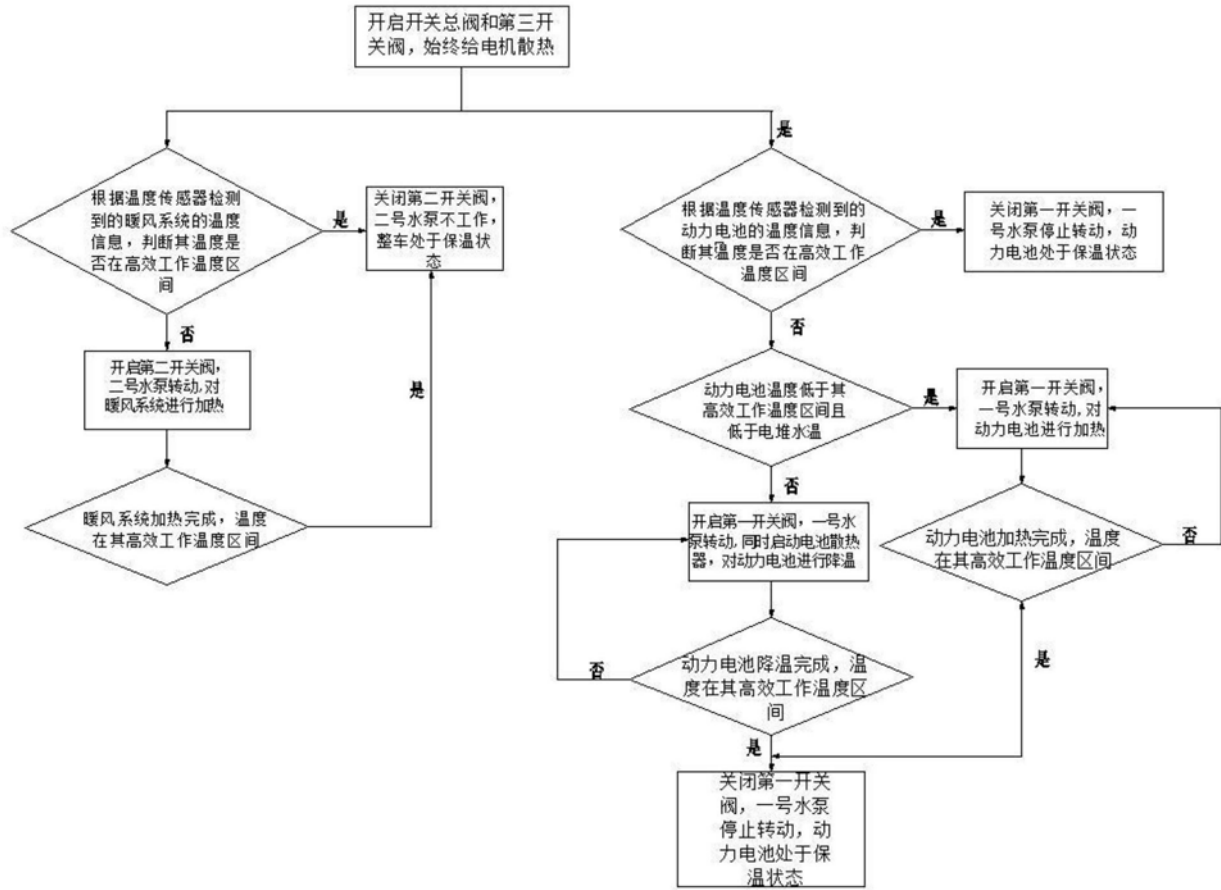 开启开关总阀和第三开
关阀，始终给电机散热
是
根据温度传感器检测
到的暖风系统的温度
信息，判断其温度是
否在高效工作温度区
间
是
关闭第二开关阀，
二号水泵不工作，
整车处于保温状
态
根据温度传感器检测到的
动力电池的温度信息，判
断其温度是否在高效工作
温度区间
是
关闭第一开关阀，一
号水泵停止转动，动
力电池处于保温状态
否
开启第二开关阀，
二号水泵转动,对
暖风系统进行加热
是
否
动力电池温度低于其
高效工作温度区间且
低于电堆水温
是
开启第一开关阀，
一号水泵转动,对
动力电池进行加热
暖风系统加热完成，温度
在其高效工作温度区间
否
开启第一开关阀，一号水
泵转动,同时启动电池散热
器，对动力电池进行降温
动力电池加热完成，温度
在其高效工作温度区间
否
动力电池降温完成，温
度在其高效工作温度区
间
否
是
是
关闭第一开关
阀，一号水泵
停止转动，动
力电池处于保
温状态